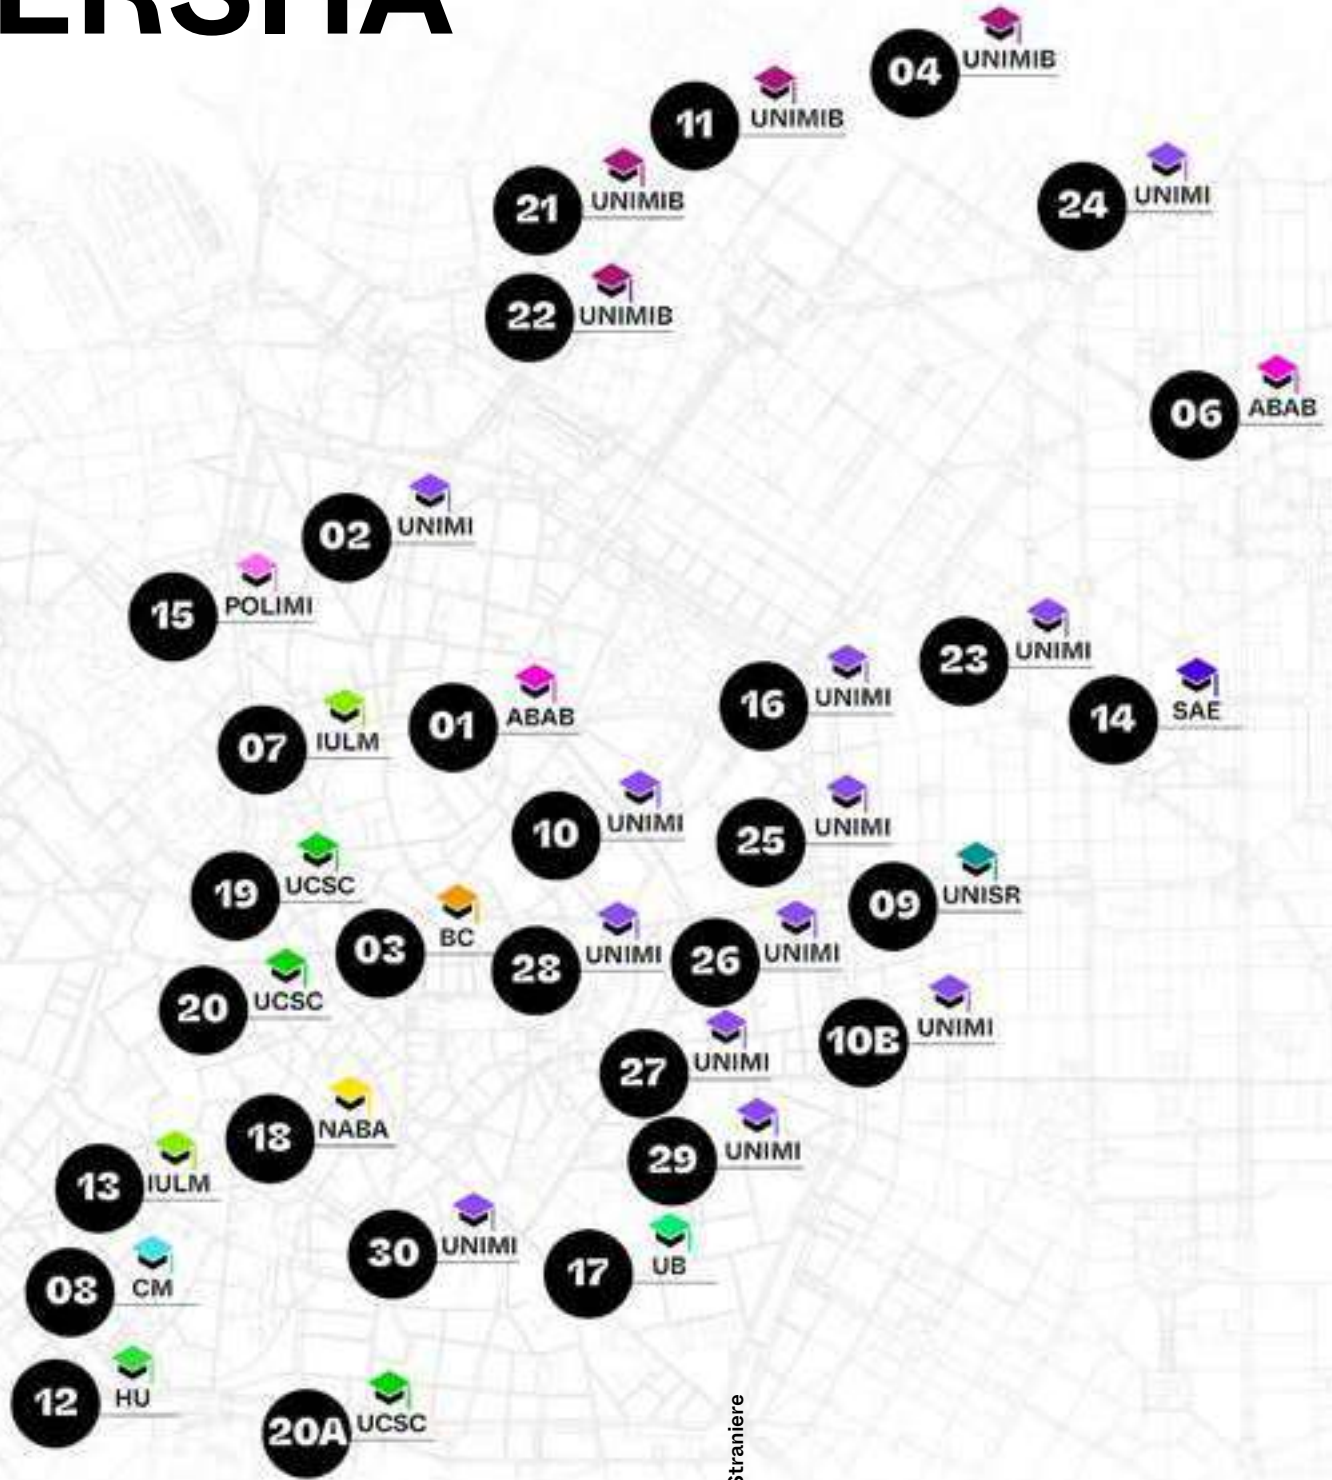 04 UNIMIB
11 UNIMIB
21 UNIMIB
24 UNIMI
22 UNIMIB
06 ABAB
02 UNIMI
15 POLIMI
23 UNIMI
16 UNIMI
14 SAE
01 ABAB
07 IULM
10 UNIMI
25 UNIMI
19 UCSC
09 UNISR
03 BC
28 UNIMI
26 UNIMI
20 UCSC
10B UNIMI
27 UNIMI
18 NABA
29 UNIMI
13 IULM
30 UNIMI
17 UB
08 CM
12 HU
20A UCSC
Straniere